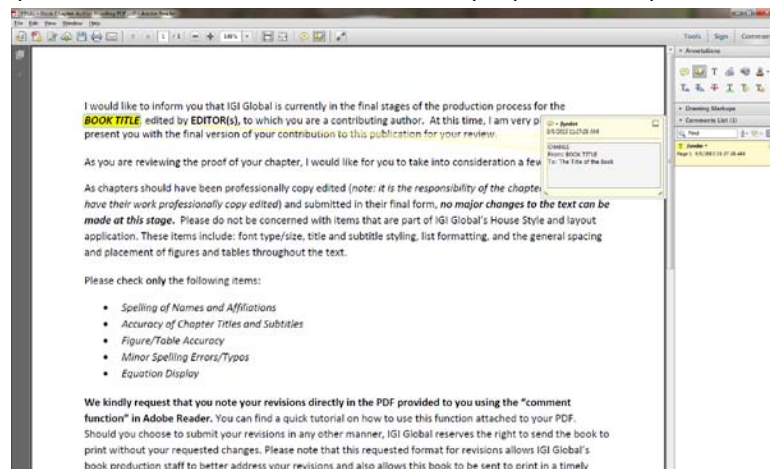 File Edit View Window Help
1 / 1
Tools Sign Comment
Annotations
I would like to inform you that IGI Global is currently in the final stages of the production process for the
BOOK TITLE, edited by EDITOR(s), to which you are a contributing author. At this time, I am very p
present you with the final version of your contribution to this publication for your review.
As you are reviewing the proof of your chapter, I would like for you to take into consideration a few
As chapters should have been professionally copy edited (note: it is the responsibility of the chapte
have their work professionally copy edited) and submitted in their final form, no major changes to the text can be
made at this stage. Please do not be concerned with items that are part of IGI Global's House Style and layout
application. These items include: font type/size, title and subtitle styling, list formatting, and the general spacing
and placement of figures and tables throughout the text.
Please check only the following items:
• Spelling of Names and Affiliations
• Accuracy of Chapter Titles and Subtitles
• Figure/Table Accuracy
• Minor Spelling Errors/Typos
• Equation Display
We kindly request that you note your revisions directly in the PDF provided to you using the "comment
function" in Adobe Reader. You can find a quick tutorial on how to use this function attached to your PDF.
Should you choose to submit your revisions in any other manner, IGI Global reserves the right to send the book to
print without your requested changes. Please note that this requested format for revisions allows IGI Global's
book production staff to better address your revisions and also allows this book to be sent to print in a timely
CHANGE
From: BOOK TITLE
To: The Title of the Book
Drawing Markups
Comments List (1)
Find